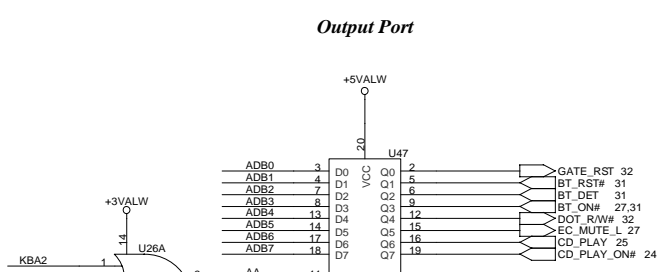 Output Port
+5VALW
20
U47
VCC
ADB0 3 D0 Q0 2 GATE_RST 32
ADB1 4 D1 Q1 5 BT_RST# 31
ADB2 7 D2 Q2 6 BT_DET 31
ADB3 8 D3 Q3 9 BT_ON# 27,31
ADB4 13 D4 Q4 12 DOT_R/W# 32
ADB5 14 D5 Q5 15 EC_MUTE_L 27
ADB6 17 D6 Q6 16 CD_PLAY 25
ADB7 18 D7 Q7 19 CD_PLAY_ON# 24
+3VALW
14
U26A
KBA2 1
AA 11